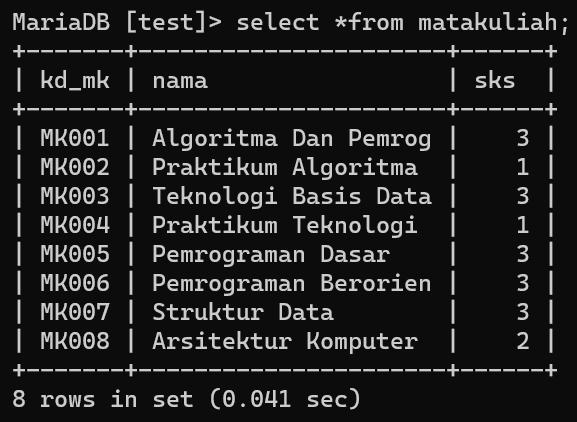 MariaDB [test]> select *from matakuliah;
+-------+----------------------+------+
| kd_mk | nama                 | sks  |
+-------+----------------------+------+
| MK001 | Algoritma Dan Pemrog |    3 |
| MK002 | Praktikum Algoritma  |    1 |
| MK003 | Teknologi Basis Data |    3 |
| MK004 | Praktikum Teknologi  |    1 |
| MK005 | Pemrograman Dasar    |    3 |
| MK006 | Pemrograman Berorien |    3 |
| MK007 | Struktur Data        |    3 |
| MK008 | Arsitektur Komputer  |    2 |
+-------+----------------------+------+
8 rows in set (0.041 sec)